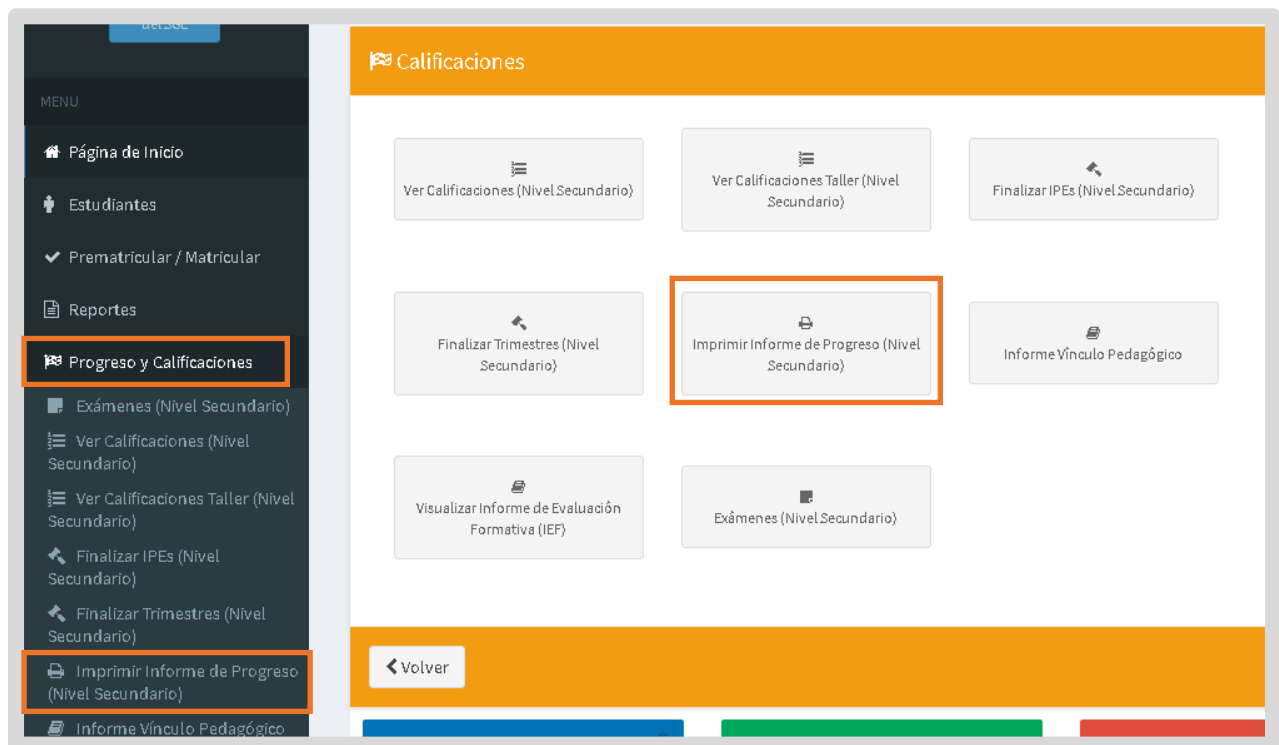 del SGE
MENU
Página de Inicio
Estudiantes
Prematricular / Matricular
Reportes
Progreso y Calificaciones
Exámenes (Nivel Secundario)
Ver Calificaciones (Nivel
Secundario)
Ver Calificaciones Taller (Nivel
Secundario)
Finalizar IPEs (Nivel
Secundario)
Finalizar Trimestres (Nivel
Secundario)
Imprimir Informe de Progreso
(Nivel Secundario)
Informe Vínculo Pedagógico
Calificaciones
Ver Calificaciones (Nivel Secundario)
Ver Calificaciones Taller (Nivel
Secundario)
Finalizar IPEs (Nivel Secundario)
Finalizar Trimestres (Nivel
Secundario)
Imprimir Informe de Progreso (Nivel
Secundario)
Informe Vínculo Pedagógico
Visualizar Informe de Evaluación
Formativa (IEF)
Exámenes (Nivel Secundario)
Volver